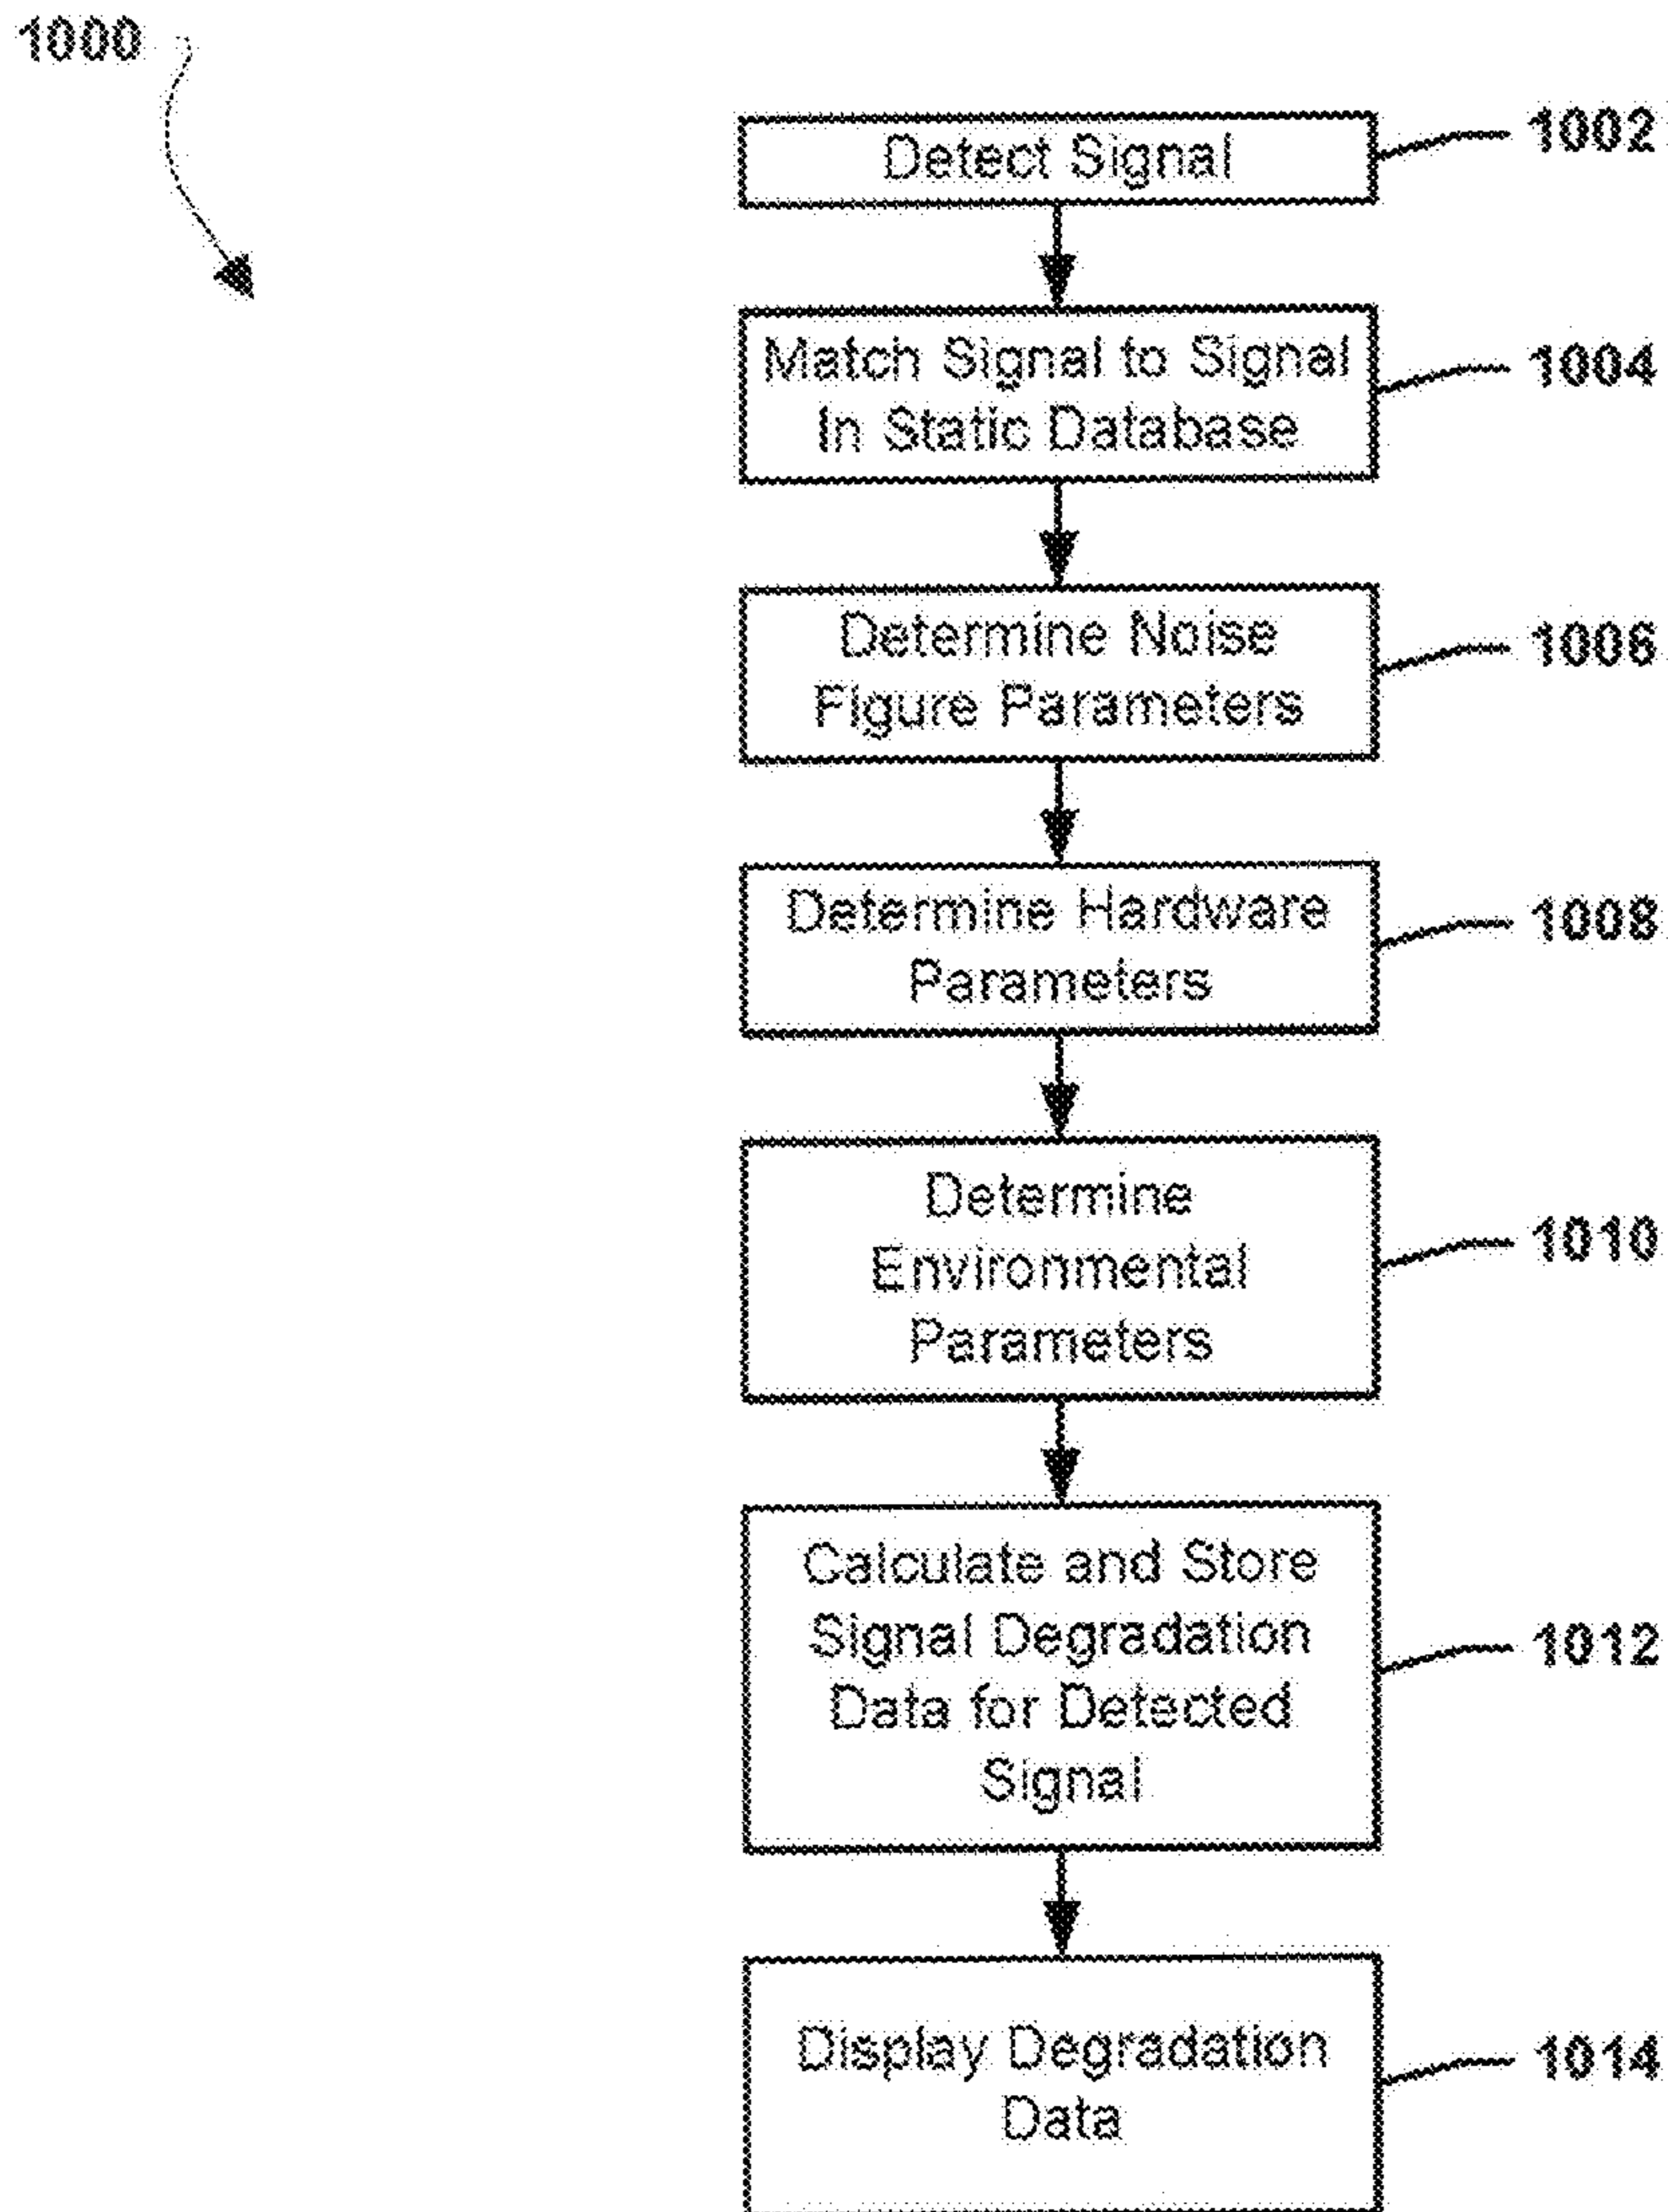 1000
Detect Signal
1002
Match Signal to Signal
In Static Database
1004
Determine Noise
Figure Parameters
1006
Determine Hardware
Parameters
1008
Determine
Environmental
Parameters
1010
Calculate and Store
Signal Degradation
Data for Detected
Signal
1012
Display Degradation
Data
1014